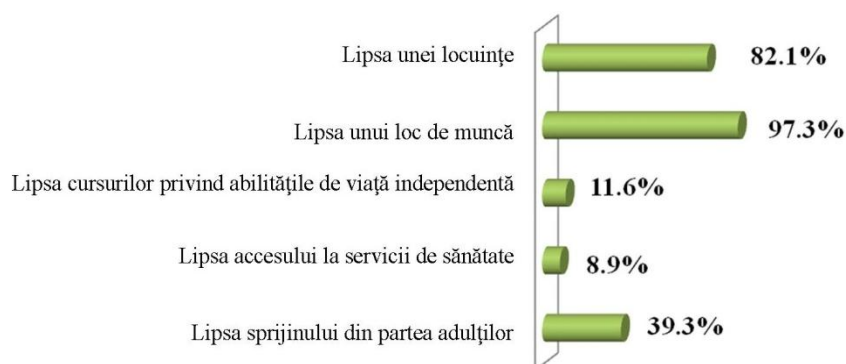 Lipsa unei locuințe 82.1%
Lipsa unui loc de muncă 97.3%
Lipsa cursurilor privind abilitățile de viață independentă 11.6%
Lipsa accesului la servicii de sănătate 8.9%
Lipsa sprijinului din partea adulților 39.3%